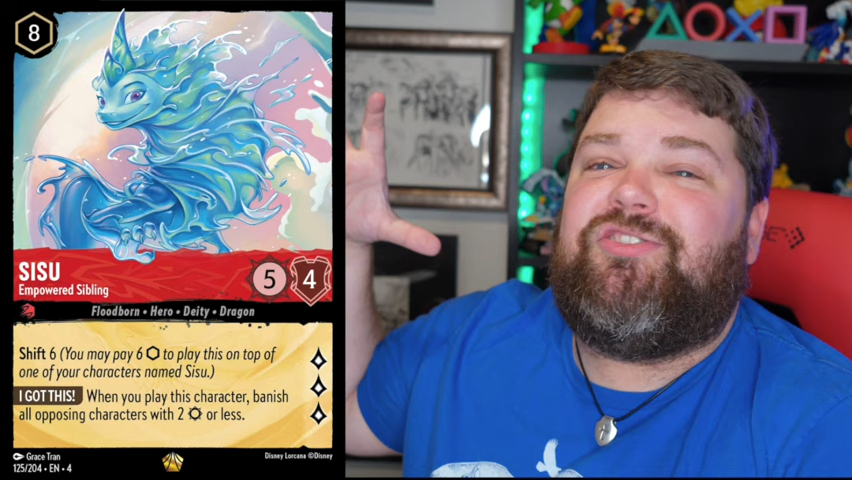 8
SISU
Empowered Sibling
5
4
Floodborn • Hero • Deity • Dragon
Shift 6 (You may pay 6 ⬡ to play this on top of
one of your characters named Sisu.)
I GOT THIS! When you play this character, banish
all opposing characters with 2 ¤ or less.
Grace Tran
125/204 • EN • 4
Disney Lorcana ©Disney